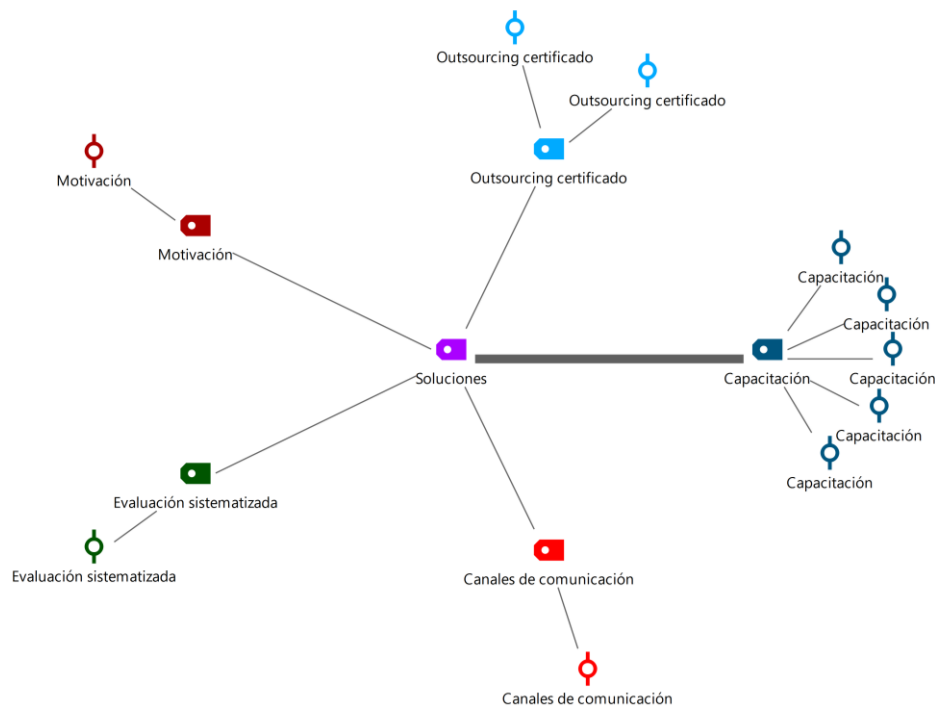 Outsourcing certificado
Outsourcing certificado
Motivación
Outsourcing certificado
Motivación
Capacitación
Capacitación
Soluciones
Capacitación
Capacitación
Capacitación
Capacitación
Evaluación sistematizada
Evaluación sistematizada
Canales de comunicación
Canales de comunicación